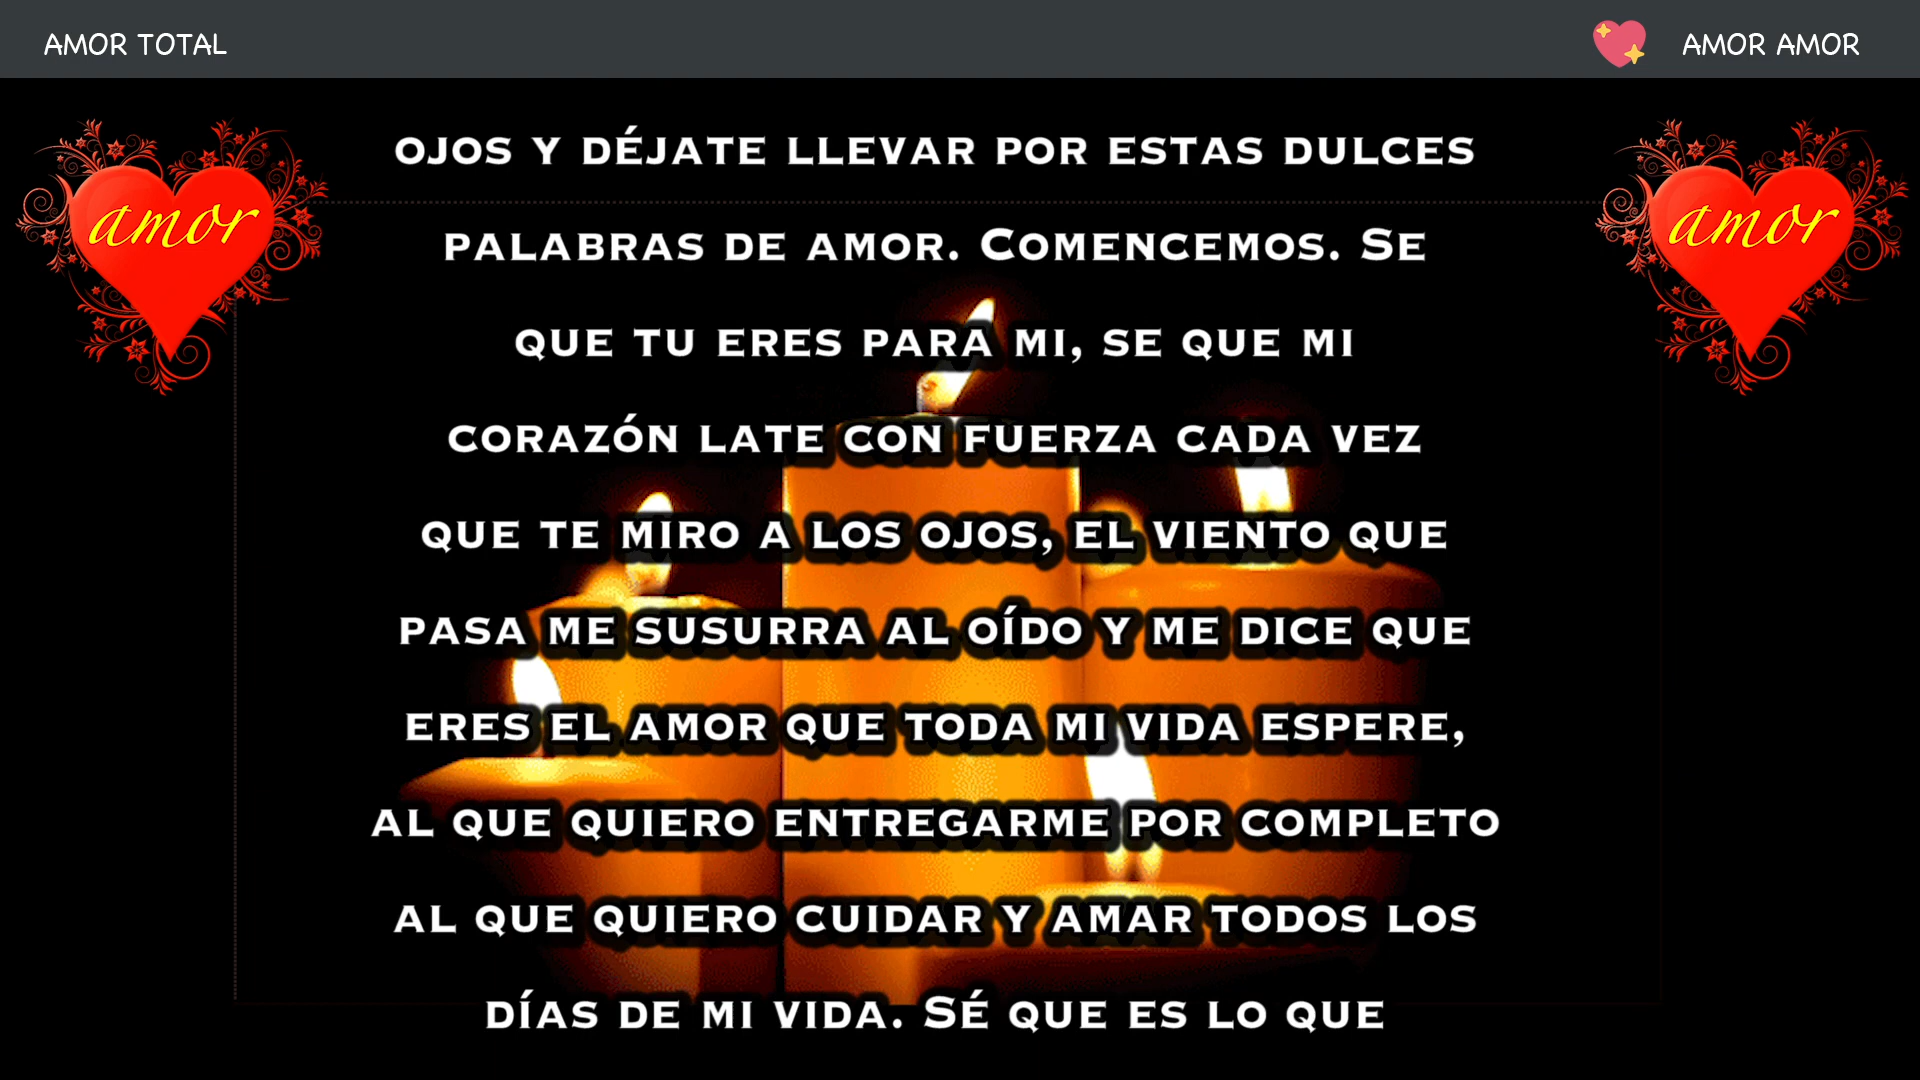 AMOR TOTAL
AMOR AMOR
amor
amor
OJOS Y DÉJATE LLEVAR POR ESTAS DULCES
PALABRAS DE AMOR. COMENCEMOS. SE
QUE TU ERES PARA MI, SE QUE MI
CORAZÓN LATE CON FUERZA CADA VEZ
QUE TE MIRO A LOS OJOS, EL VIENTO QUE
PASA ME SUSURRA AL OÍDO Y ME DICE QUE
ERES EL AMOR QUE TODA MI VIDA ESPERE,
AL QUE QUIERO ENTREGARME POR COMPLETO
AL QUE QUIERO CUIDAR Y AMAR TODOS LOS
DÍAS DE MI VIDA. SÉ QUE ES LO QUE